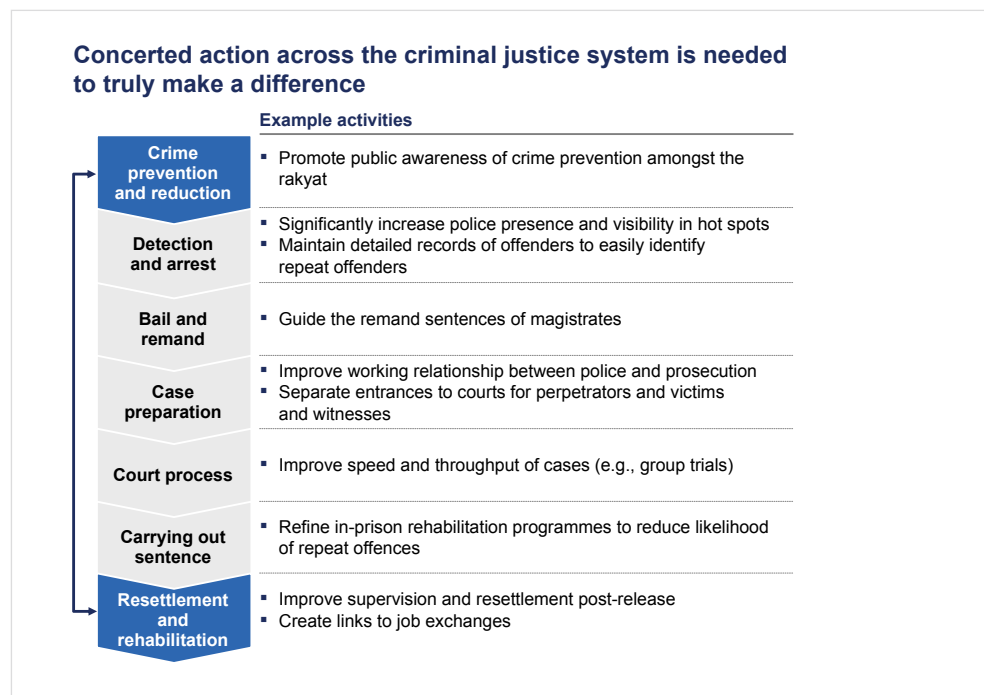 Concerted action across the criminal justice system is needed
to truly make a difference
Example activities
Crime
prevention
and reduction
▪ Promote public awareness of crime prevention amongst the
rakyat
Detection
and arrest
▪ Significantly increase police presence and visibility in hot spots
▪ Maintain detailed records of offenders to easily identify
repeat offenders
Bail and
remand
▪ Guide the remand sentences of magistrates
Case
preparation
▪ Improve working relationship between police and prosecution
▪ Separate entrances to courts for perpetrators and victims
and witnesses
Court process
▪ Improve speed and throughput of cases (e.g., group trials)
Carrying out
sentence
▪ Refine in-prison rehabilitation programmes to reduce likelihood
of repeat offences
Resettlement
and
rehabilitation
▪ Improve supervision and resettlement post-release
▪ Create links to job exchanges